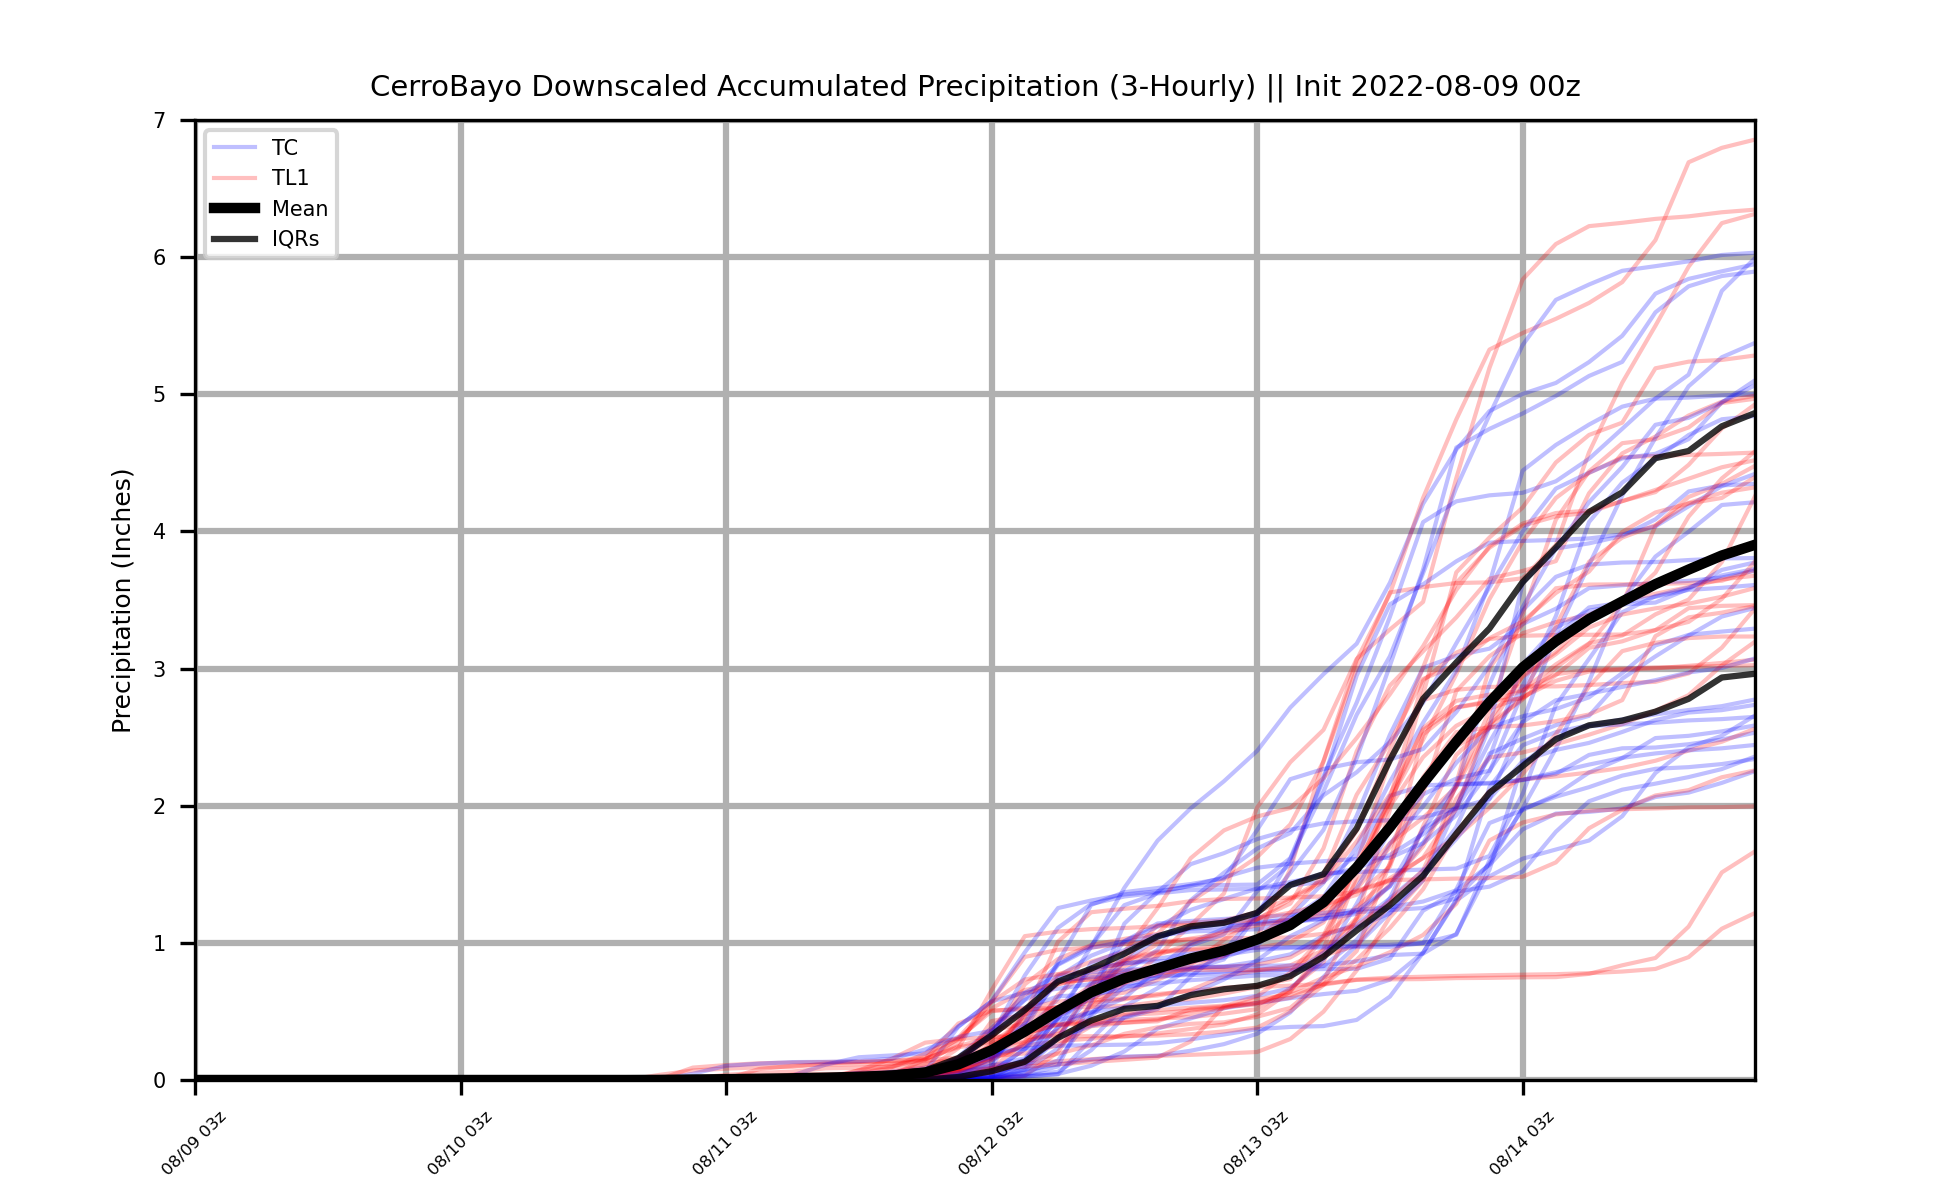 CerroBayo Downscaled Accumulated Precipitation (3-Hourly) || Init 2022-08-09 00z
7
6
5
4
3
2
1
0
Precipitation (Inches)
TC
TL1
Mean
IQRs
08/09 03z
08/10 03z
08/11 03z
08/12 03z
08/13 03z
08/14 03z